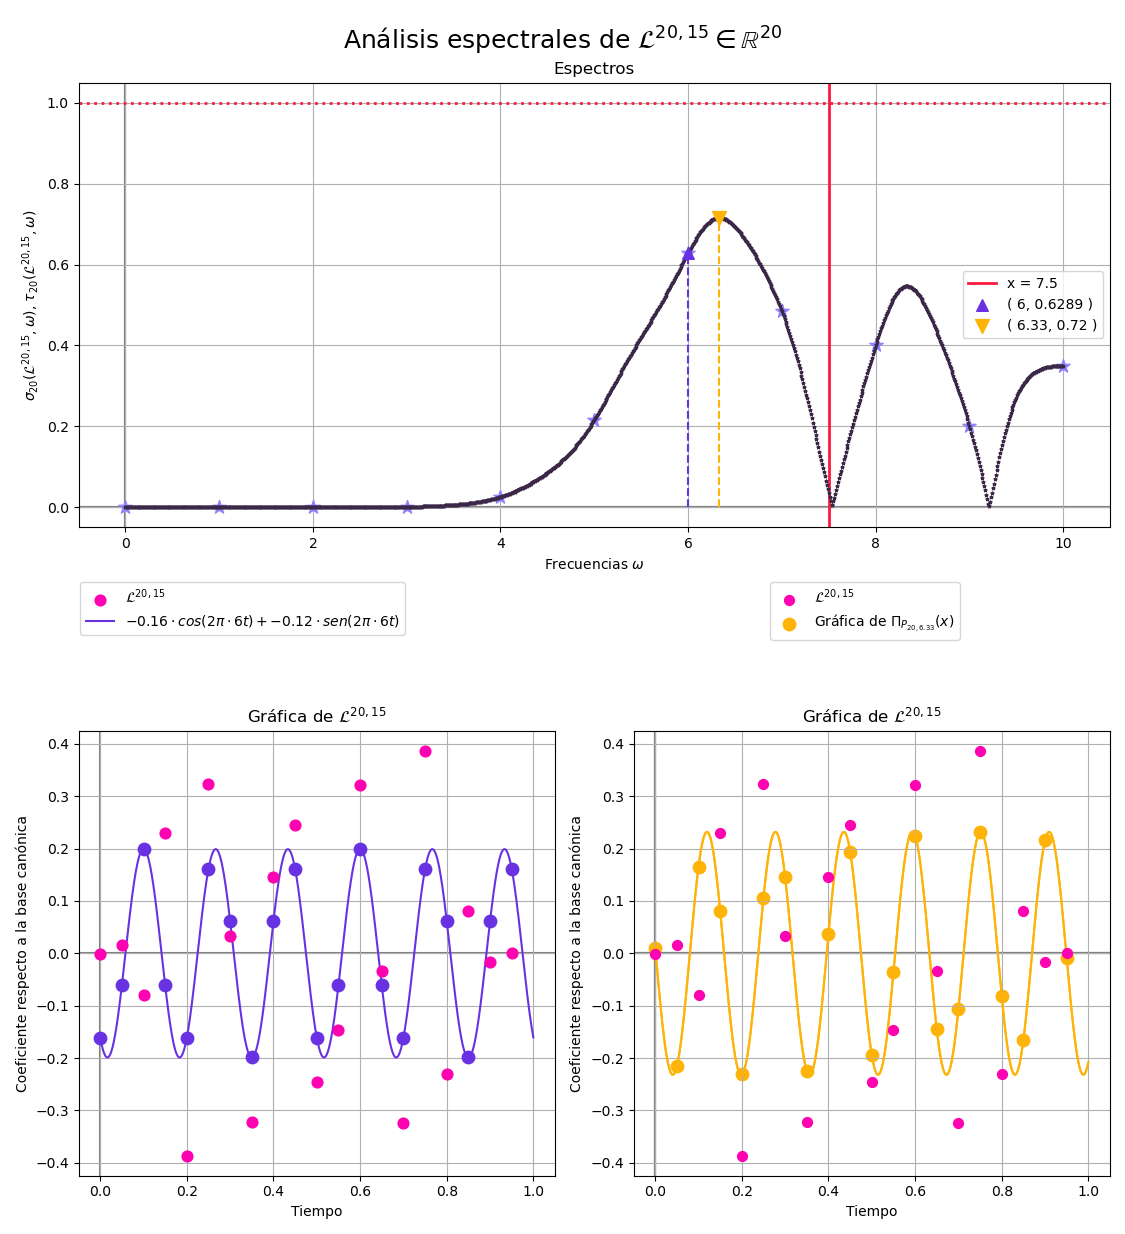 Análisis espectrales de ℒ^{20,15} ∈ ℝ^{20}
Espectros
σ_{20}(ℒ^{20,15}, ω), τ_{20}(ℒ^{20,15}, ω)
1.0
0.8
0.6
0.4
0.2
0.0
x = 7.5
( 6, 0.6289 )
( 6.33, 0.72 )
0 2 4 6 8 10
Frecuencias ω
ℒ^{20,15}
−0.16 · cos(2π · 6t) + −0.12 · sen(2π · 6t)
ℒ^{20,15}
Gráfica de Π_{P_{20,6.33}}(x)
Gráfica de ℒ^{20,15}
Coeficiente respecto a la base canónica
0.4
0.3
0.2
0.1
0.0
−0.1
−0.2
−0.3
−0.4
0.0 0.2 0.4 0.6 0.8 1.0
Tiempo
Gráfica de ℒ^{20,15}
Coeficiente respecto a la base canónica
0.4
0.3
0.2
0.1
0.0
−0.1
−0.2
−0.3
−0.4
0.0 0.2 0.4 0.6 0.8 1.0
Tiempo